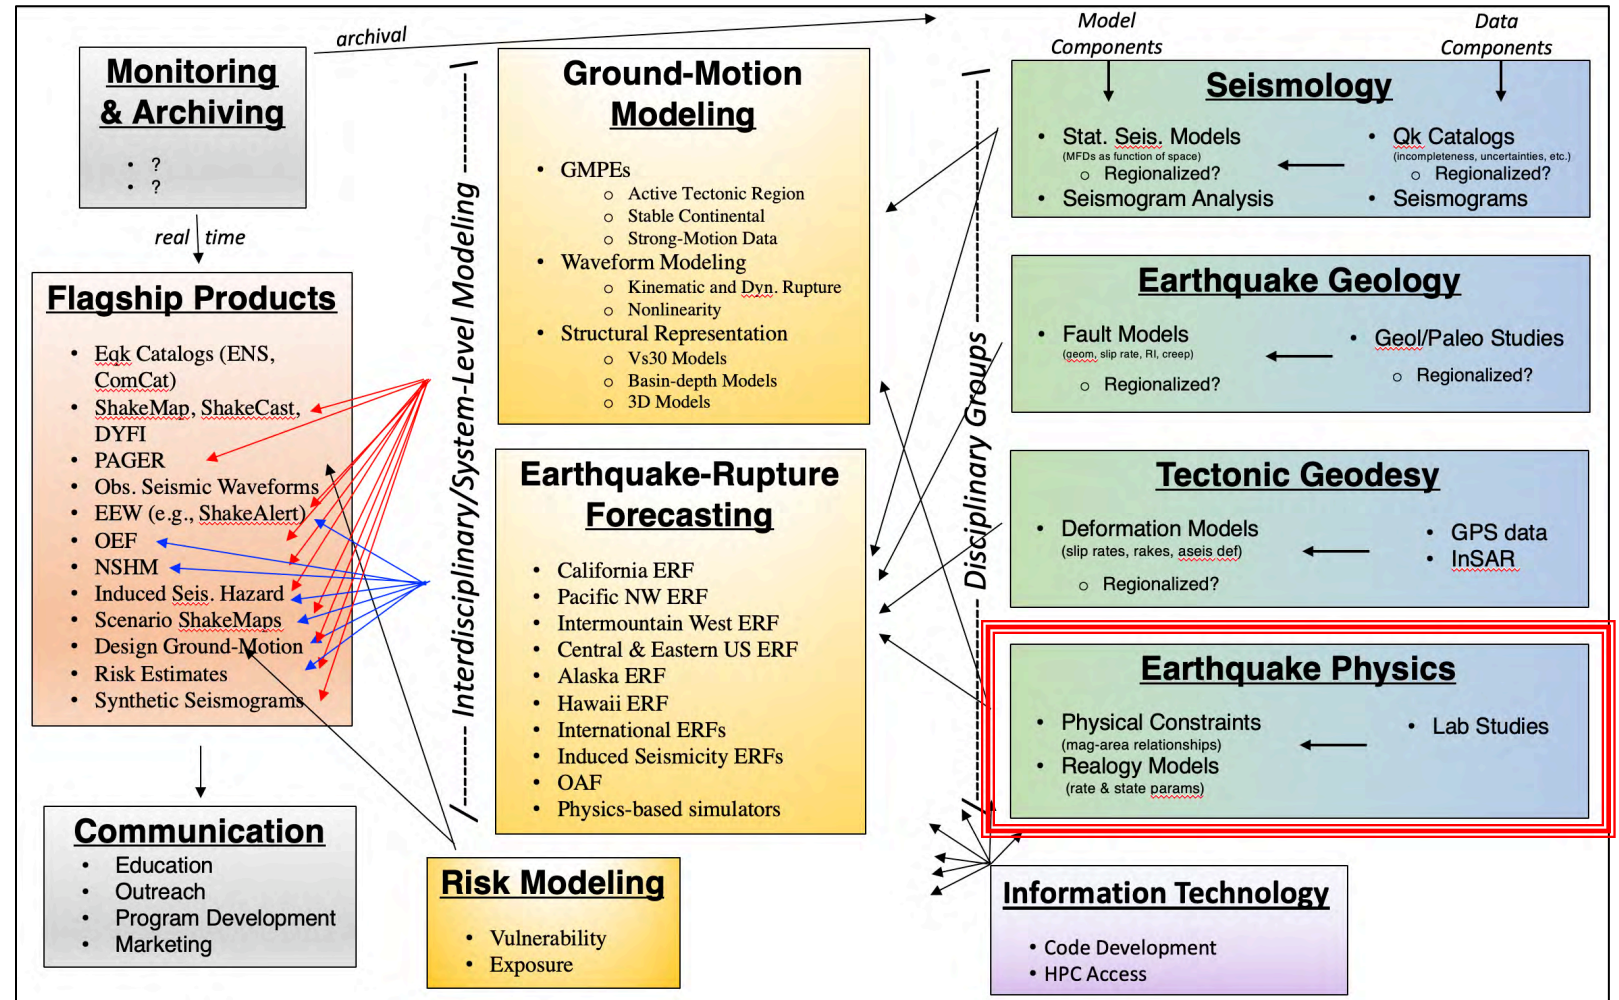 archival
Monitoring
& Archiving
• ?
• ?
real time
Flagship Products
• Eqk Catalogs (ENS,
ComCat)
• ShakeMap, ShakeCast,
DYFI
• PAGER
• Obs. Seismic Waveforms
• EEW (e.g., ShakeAlert)
• OEF
• NSHM
• Induced Seis. Hazard
• Scenario ShakeMaps
• Design Ground-Motion
• Risk Estimates
• Synthetic Seismograms
Communication
• Education
• Outreach
• Program Development
• Marketing
Interdisciplinary/System-Level Modeling
Ground-Motion
Modeling
• GMPEs
o Active Tectonic Region
o Stable Continental
o Strong-Motion Data
• Waveform Modeling
o Kinematic and Dyn. Rupture
o Nonlinearity
• Structural Representation
o Vs30 Models
o Basin-depth Models
o 3D Models
Earthquake-Rupture
Forecasting
• California ERF
• Pacific NW ERF
• Intermountain West ERF
• Central & Eastern US ERF
• Alaska ERF
• Hawaii ERF
• International ERFs
• Induced Seismicity ERFs
• OAF
• Physics-based simulators
Risk Modeling
• Vulnerability
• Exposure
Disciplinary Groups
Model
Components
Data
Components
Seismology
• Stat. Seis. Models
(MFDs as function of space)
o Regionalized?
• Seismogram Analysis
• Qk Catalogs
(incompleteness, uncertainties, etc.)
o Regionalized?
• Seismograms
Earthquake Geology
• Fault Models
(geom, slip rate, RI, creep)
o Regionalized?
• Geol/Paleo Studies
o Regionalized?
Tectonic Geodesy
• Deformation Models
(slip rates, rakes, aseis def)
o Regionalized?
• GPS data
• InSAR
Earthquake Physics
• Physical Constraints
(mag-area relationships)
• Realogy Models
(rate & state params)
• Lab Studies
Information Technology
• Code Development
• HPC Access